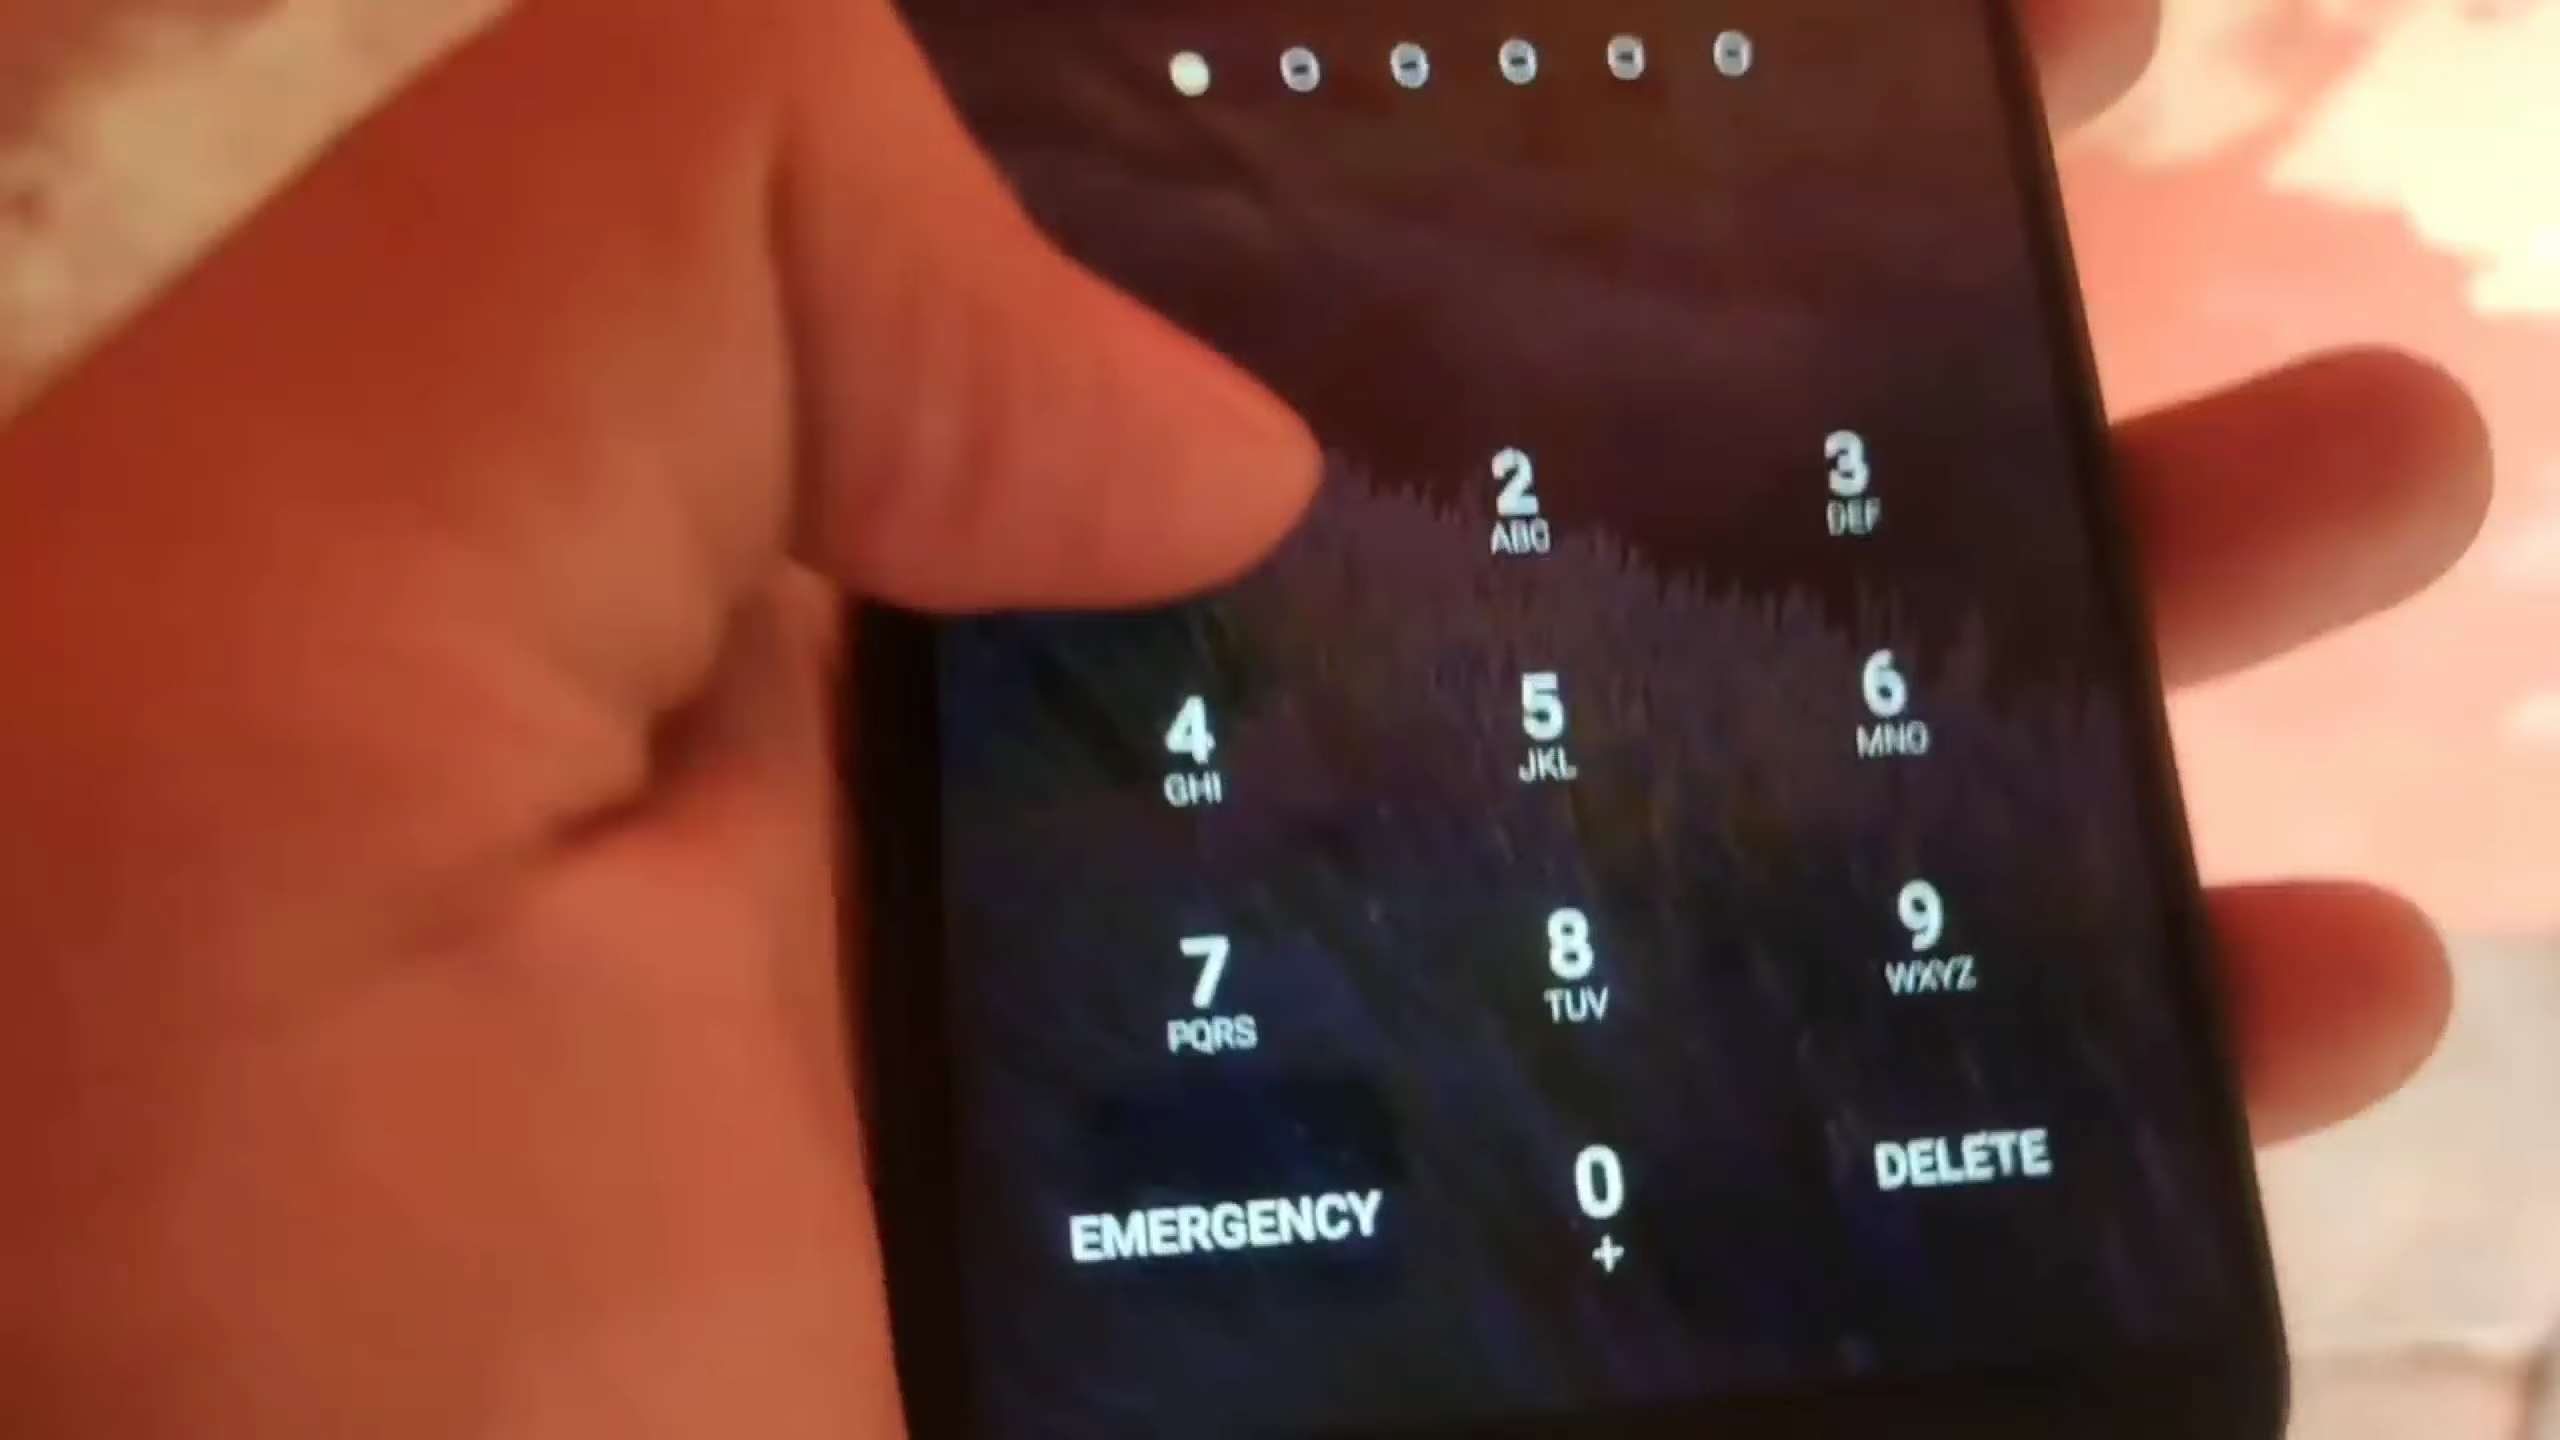 2 3
ABC DEF
4 5 6
GHI JKL MNO
7 8 9
PQRS TUV WXYZ
EMERGENCY 0 DELETE
+